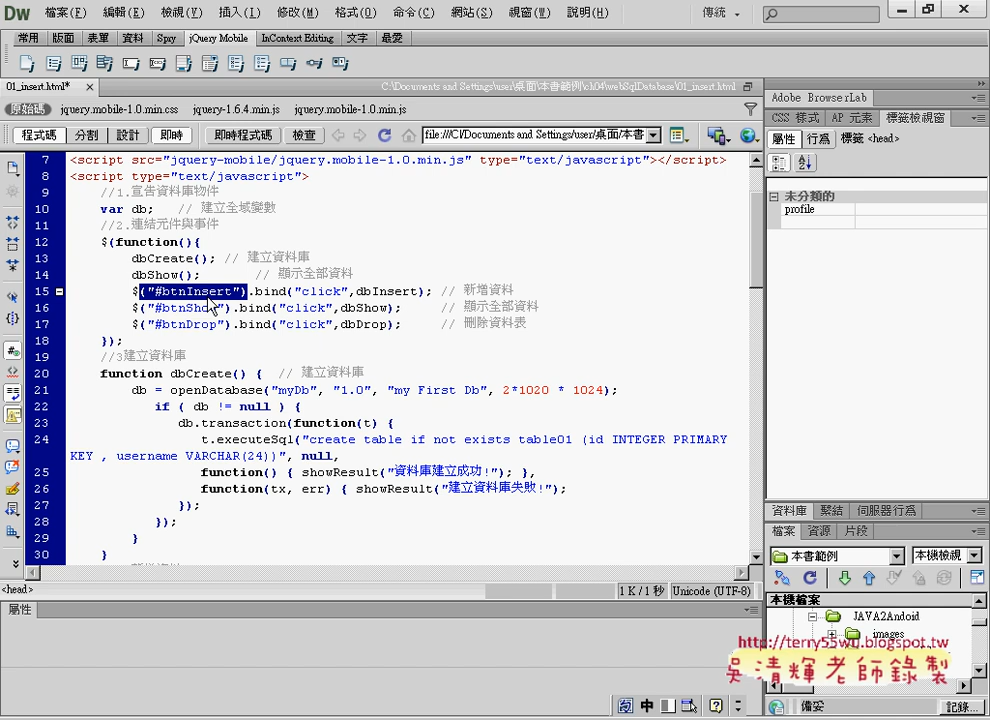 Dw 檔案(F) 編輯(E) 檢視(V) 插入(I) 修改(M) 格式(O) 命令(C) 網站(S) 視窗(W) 說明(H) 傳統
常用 版面 表單 資料 Spry jQuery Mobile InContext Editing 文字 最愛
01_insert.html* C:\Documents and Settings\user\桌面\本書範例\ch04\webSqlDatabase\01_insert.html
原始碼 jquery.mobile-1.0.min.css jquery-1.6.4.min.js jquery.mobile-1.0.min.js
程式碼 分割 設計 即時 即時程式碼 檢查 file:///C|/Documents and Settings/user/桌面/本書
7 <script src="jquery-mobile/jquery.mobile-1.0.min.js" type="text/javascript"></script>
8 <script type="text/javascript">
9 //1.宣告資料庫物件
10 var db; // 建立全域變數
11 //2.連結元件與事件
12 $(function(){
13 dbCreate(); // 建立資料庫
14 dbShow(); // 顯示全部資料
15 $("#btnInsert").bind("click",dbInsert); // 新增資料
16 $("#btnShow").bind("click",dbShow); // 顯示全部資料
17 $("#btnDrop").bind("click",dbDrop); // 刪除資料表
18 });
19 //3建立資料庫
20 function dbCreate() { // 建立資料庫
21 db = openDatabase("myDb", "1.0", "my First Db", 2*1020 * 1024);
22 if ( db != null ) {
23 db.transaction(function(t) {
24 t.executeSql("create table if not exists table01 (id INTEGER PRIMARY
KEY , username VARCHAR(24))", null,
25 function() { showResult("資料庫建立成功!"); },
26 function(tx, err) { showResult("建立資料庫失敗!");
27 });
28 });
29 }
30 }
<head> 1 K / 1 秒 Unicode (UTF-8)
屬性
Adobe BrowserLab
CSS 樣式 AP 元素 標籤檢視窗
屬性 行為 標籤 <head>
未分類的
profile
資料庫 繫結 伺服器行為
檔案 資源 片段
本書範例 本機檢視
本機檔案
JAVA2Andoid
images
http://terry55wu.blogspot.tw
吳清輝老師錄製
備妥 記錄...
中